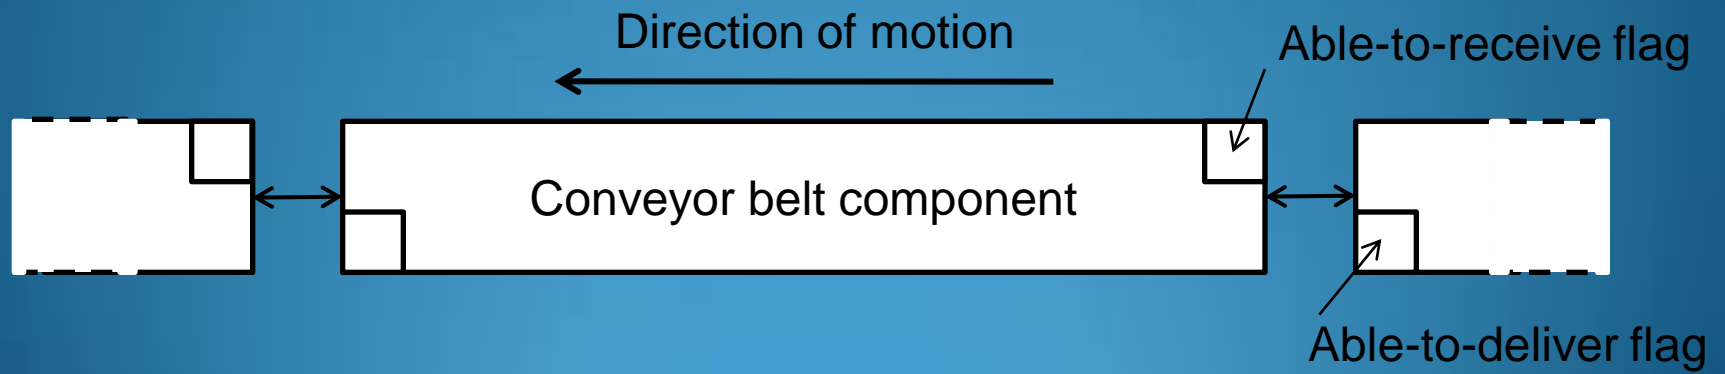 Direction of motion
Able-to-receive flag
Conveyor belt component
Able-to-deliver flag